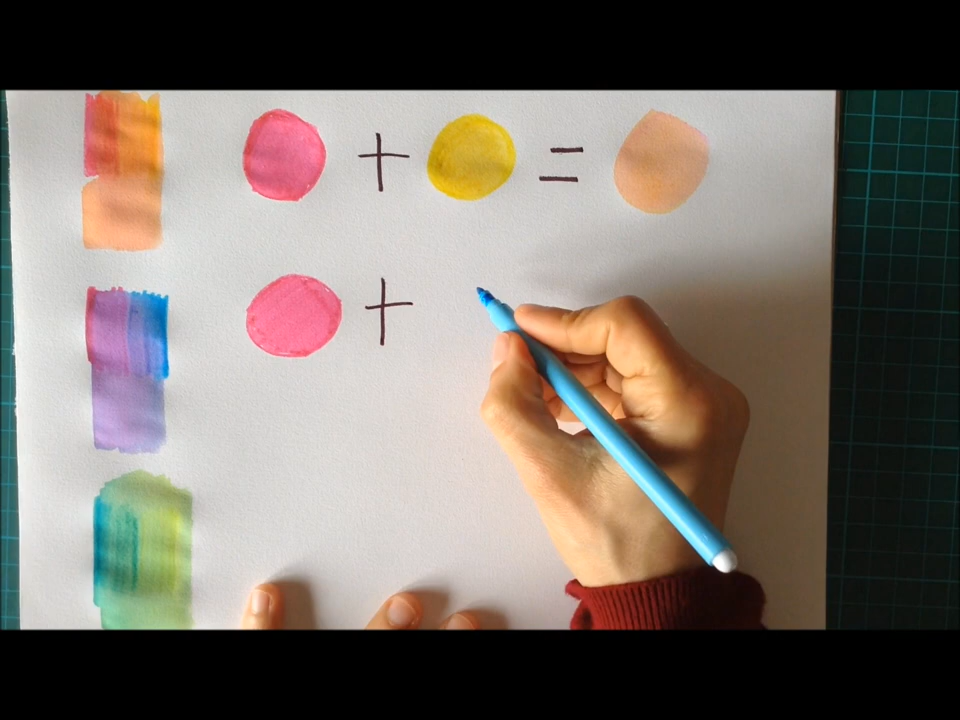 + =
+